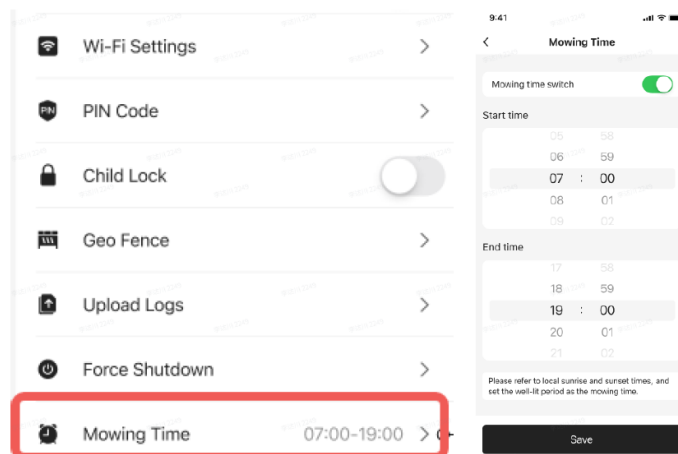 Wi-Fi Settings
PIN
PIN Code
Child Lock
Geo Fence
Upload Logs
Force Shutdown
Mowing Time 07:00-19:00
9:41
Mowing Time
Mowing time switch
Start time
05 58
06 59
07 : 00
08 01
09 02
End time
17 58
18 59
19 : 00
20 01
21 02
Please refer to local sunrise and sunset times, and
set the well-lit period as the mowing time.
Save